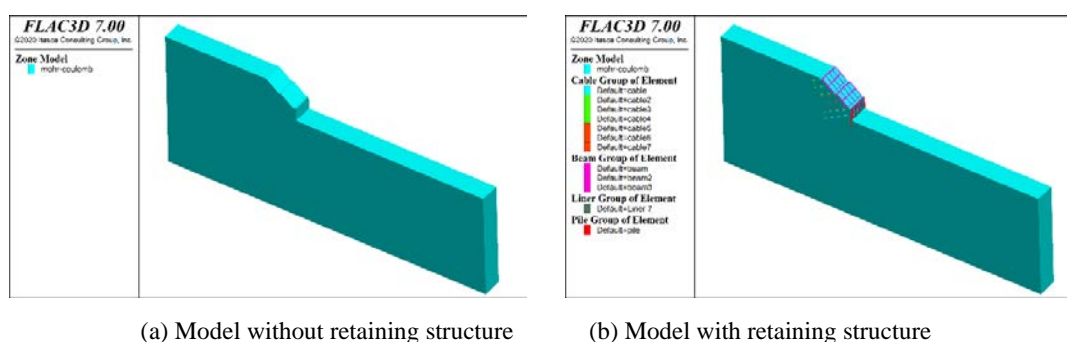 FLAC3D 7.00
©2020 Itasca Consulting Group, Inc.
Zone Model
mohr-coulomb
FLAC3D 7.00
©2020 Itasca Consulting Group, Inc.
Zone Model
mohr-coulomb
Cable Group of Element
Default=cable
Default=cable2
Default=cable3
Default=cable4
Default=cable5
Default=cable6
Default=cable7
Beam Group of Element
Default=beam
Default=beam2
Default=beam3
Liner Group of Element
Default=Liner 7
Pile Group of Element
Default=pile
(a) Model without retaining structure
(b) Model with retaining structure